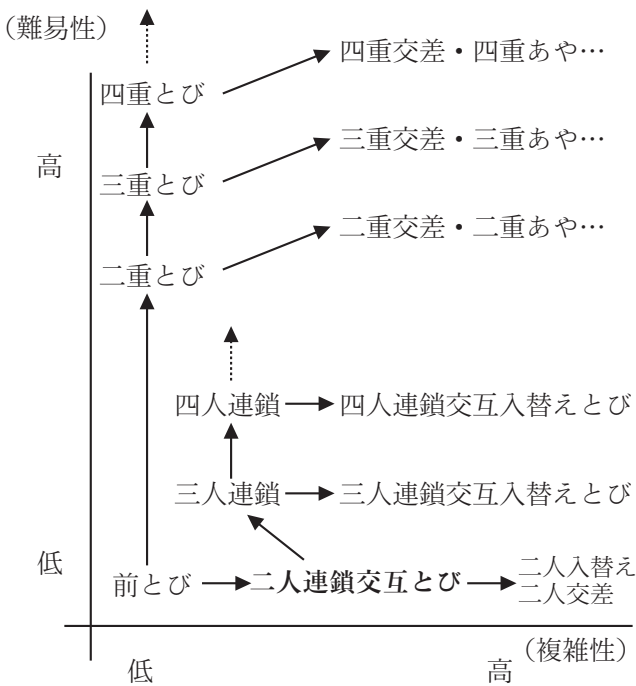 （難易性）
四重交差・四重あや…
四重とび
三重交差・三重あや…
高
三重とび
二重交差・二重あや…
二重とび
四人連鎖
四人連鎖交互入替えとび
三人連鎖
三人連鎖交互入替えとび
低
前とび
二人連鎖交互とび
二人入替え
二人交差
（複雑性）
低
高